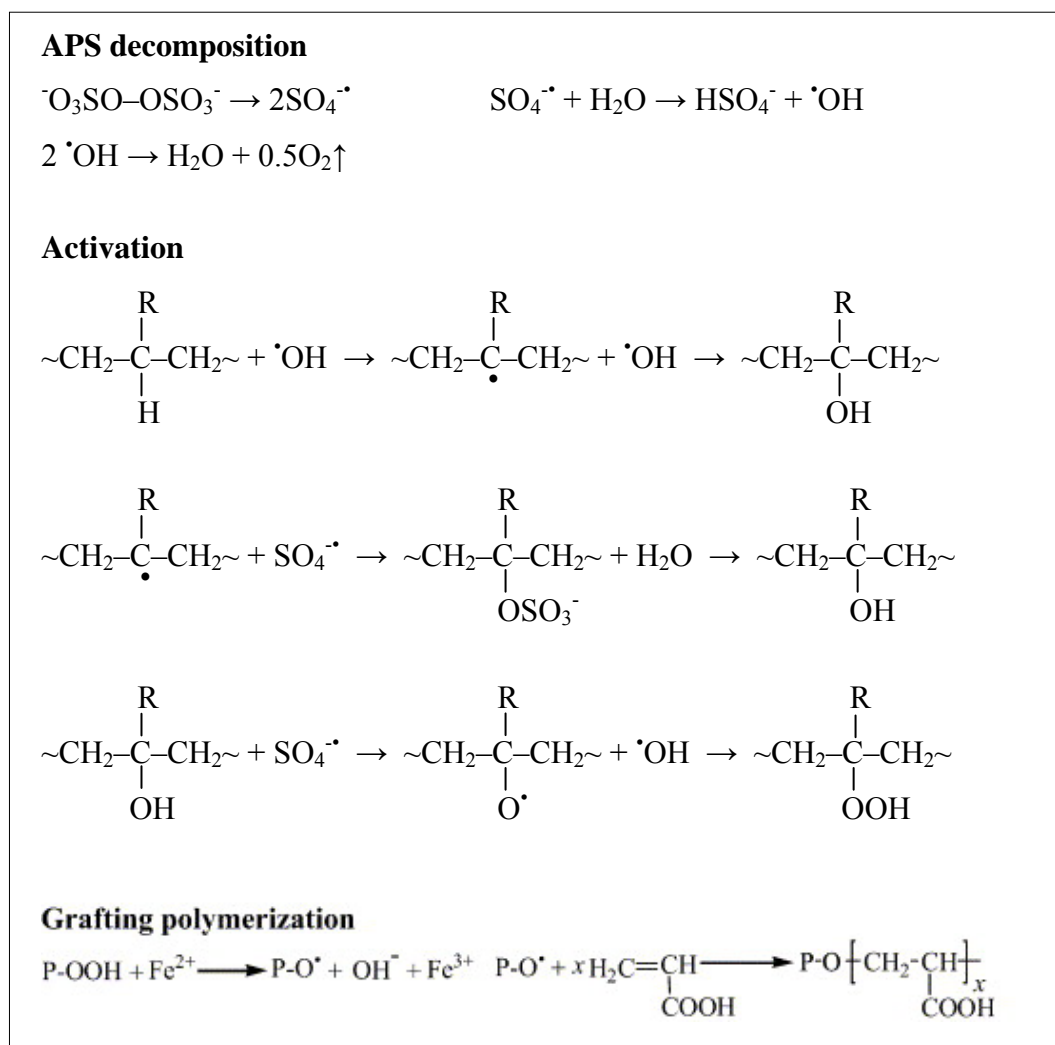 APS decomposition
⁻O₃SO–OSO₃⁻ → 2SO₄⁻• SO₄⁻• + H₂O → HSO₄⁻ + •OH
2 •OH → H₂O + 0.5O₂↑
Activation
R R R
~CH₂–C–CH₂~ + •OH → ~CH₂–C–CH₂~ + •OH → ~CH₂–C–CH₂~
H • OH
R R R
~CH₂–C–CH₂~ + SO₄⁻• → ~CH₂–C–CH₂~ + H₂O → ~CH₂–C–CH₂~
• OSO₃⁻ OH
R R R
~CH₂–C–CH₂~ + SO₄⁻• → ~CH₂–C–CH₂~ + •OH → ~CH₂–C–CH₂~
OH O• OOH
Grafting polymerization
P-OOH + Fe²⁺ → P-O• + OH⁻ + Fe³⁺ P-O• + xH₂C=CH → P-O-[CH₂-CH]x
COOH COOH